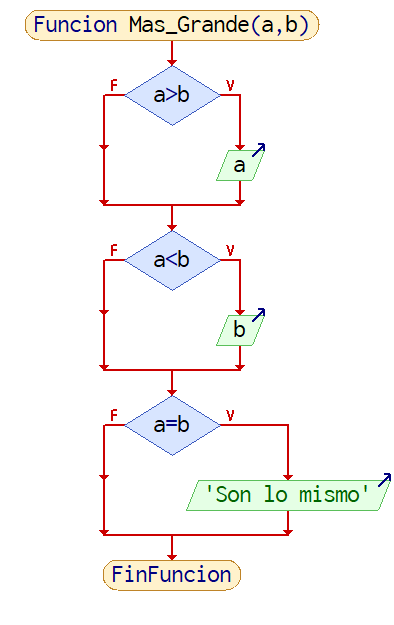 Funcion Mas_Grande(a,b)
a>b
F
V
a
a<b
F
V
b
a=b
F
V
'Son lo mismo'
FinFuncion